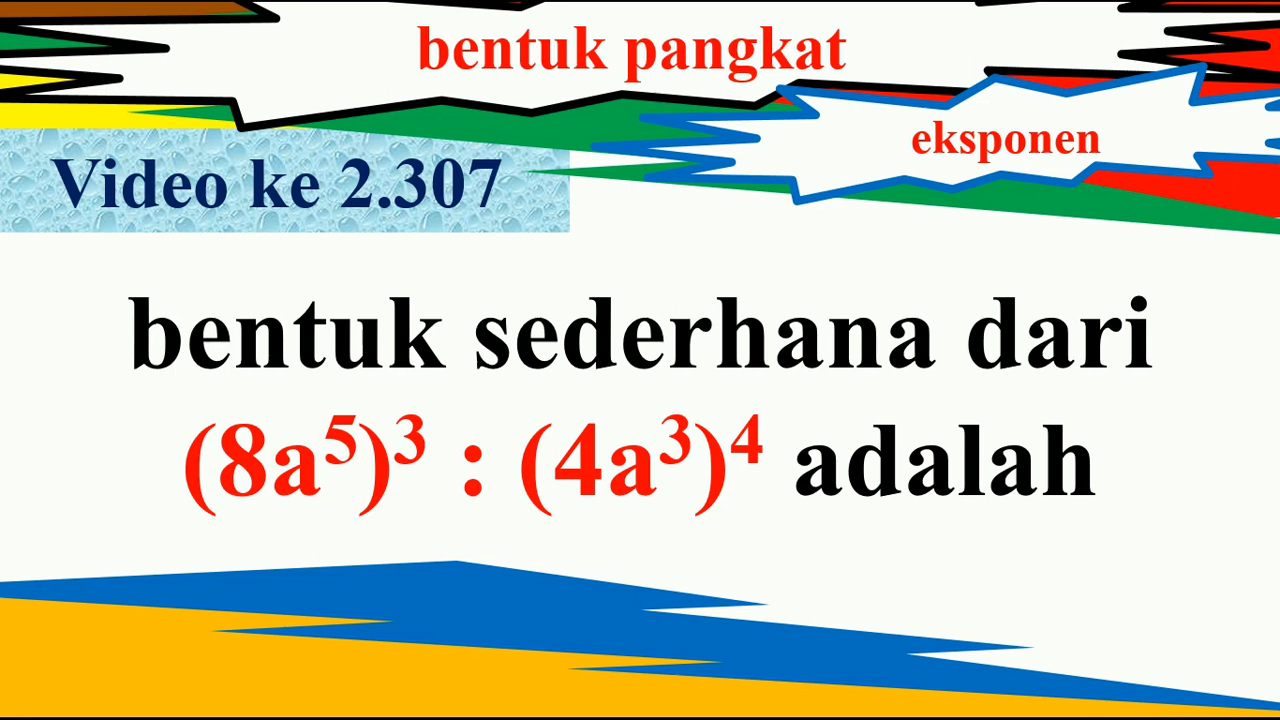 bentuk pangkat
eksponen
Video ke 2.307
bentuk sederhana dari
(8a⁵)³ : (4a³)⁴ adalah